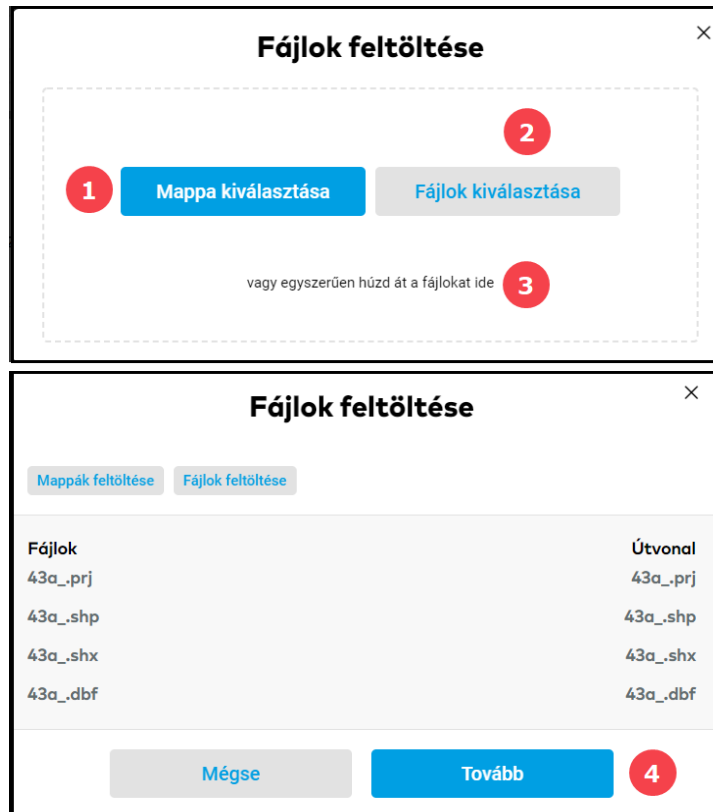 Fájlok feltöltése
2
1 Mappa kiválasztása Fájlok kiválasztása
vagy egyszerűen húzd át a fájlokat ide 3
Fájlok feltöltése
Mappák feltöltése Fájlok feltöltése
Fájlok Útvonal
43a_.prj 43a_.prj
43a_.shp 43a_.shp
43a_.shx 43a_.shx
43a_.dbf 43a_.dbf
Mégse Tovább 4